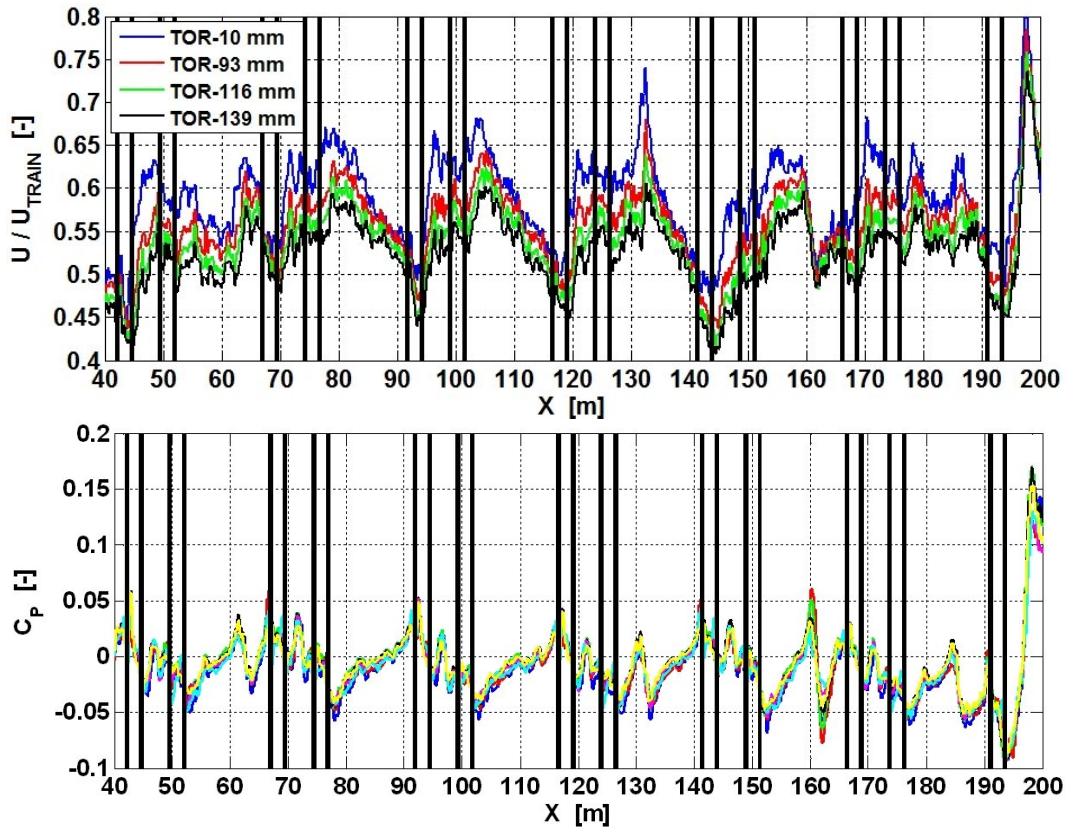 0.8
0.75
0.7
0.65
0.6
0.55
0.5
0.45
0.4
U / U_TRAIN [-]
TOR-10 mm
TOR-93 mm
TOR-116 mm
TOR-139 mm
40 50 60 70 80 90 100 110 120 130 140 150 160 170 180 190 200
X [m]
0.2
0.15
0.1
0.05
0
-0.05
-0.1
C_P [-]
40 50 60 70 80 90 100 110 120 130 140 150 160 170 180 190 200
X [m]